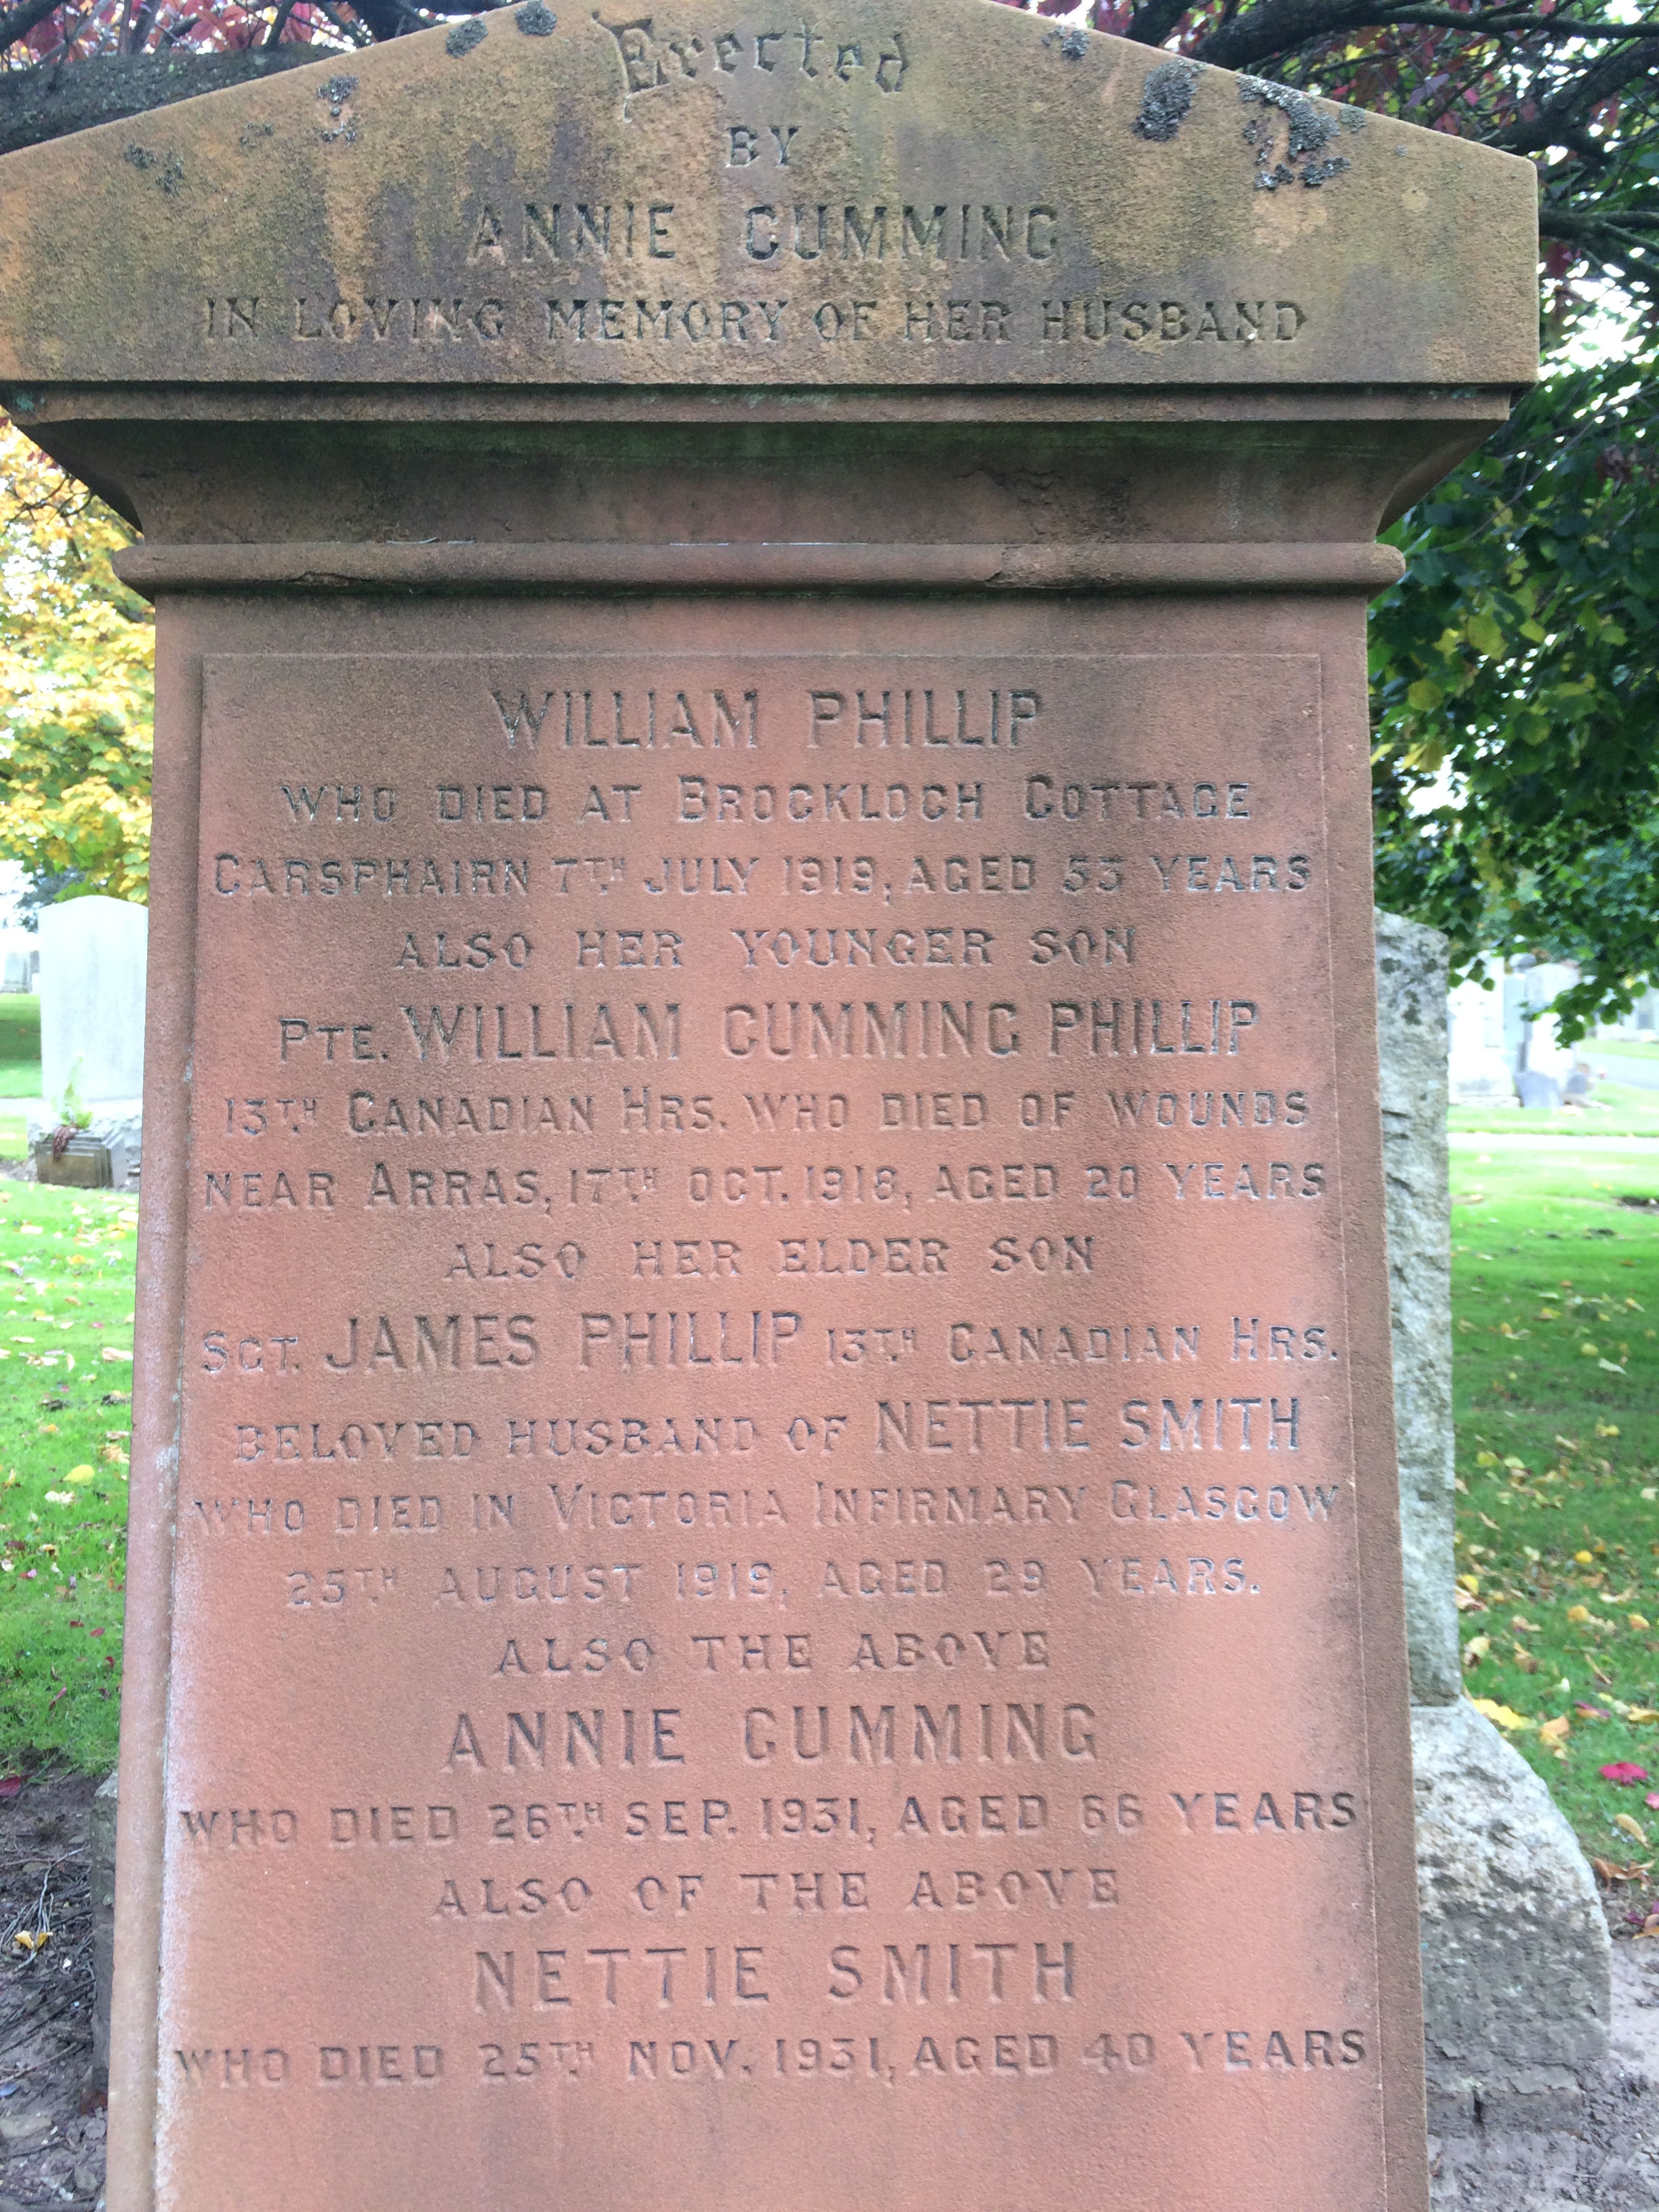 Erected
BY
ANNIE CUMMING
IN LOVING MEMORY OF HER HUSBAND
WILLIAM PHILLIP
WHO DIED AT BROCKLOCH COTTAGE
CARSPHAIRN 7TH JULY 1919, AGED 53 YEARS
ALSO HER YOUNGER SON
PTE. WILLIAM CUMMING PHILLIP
13TH CANADIAN HRS. WHO DIED OF WOUNDS
NEAR ARRAS, 17TH OCT. 1918, AGED 20 YEARS
ALSO HER ELDER SON
SGT. JAMES PHILLIP 13TH CANADIAN HRS.
BELOVED HUSBAND OF NETTIE SMITH
WHO DIED IN VICTORIA INFIRMARY GLASGOW
25TH AUGUST 1919, AGED 29 YEARS.
ALSO THE ABOVE
ANNIE CUMMING
WHO DIED 26TH SEP. 1931, AGED 66 YEARS
ALSO OF THE ABOVE
NETTIE SMITH
WHO DIED 25TH NOV. 1931, AGED 40 YEARS